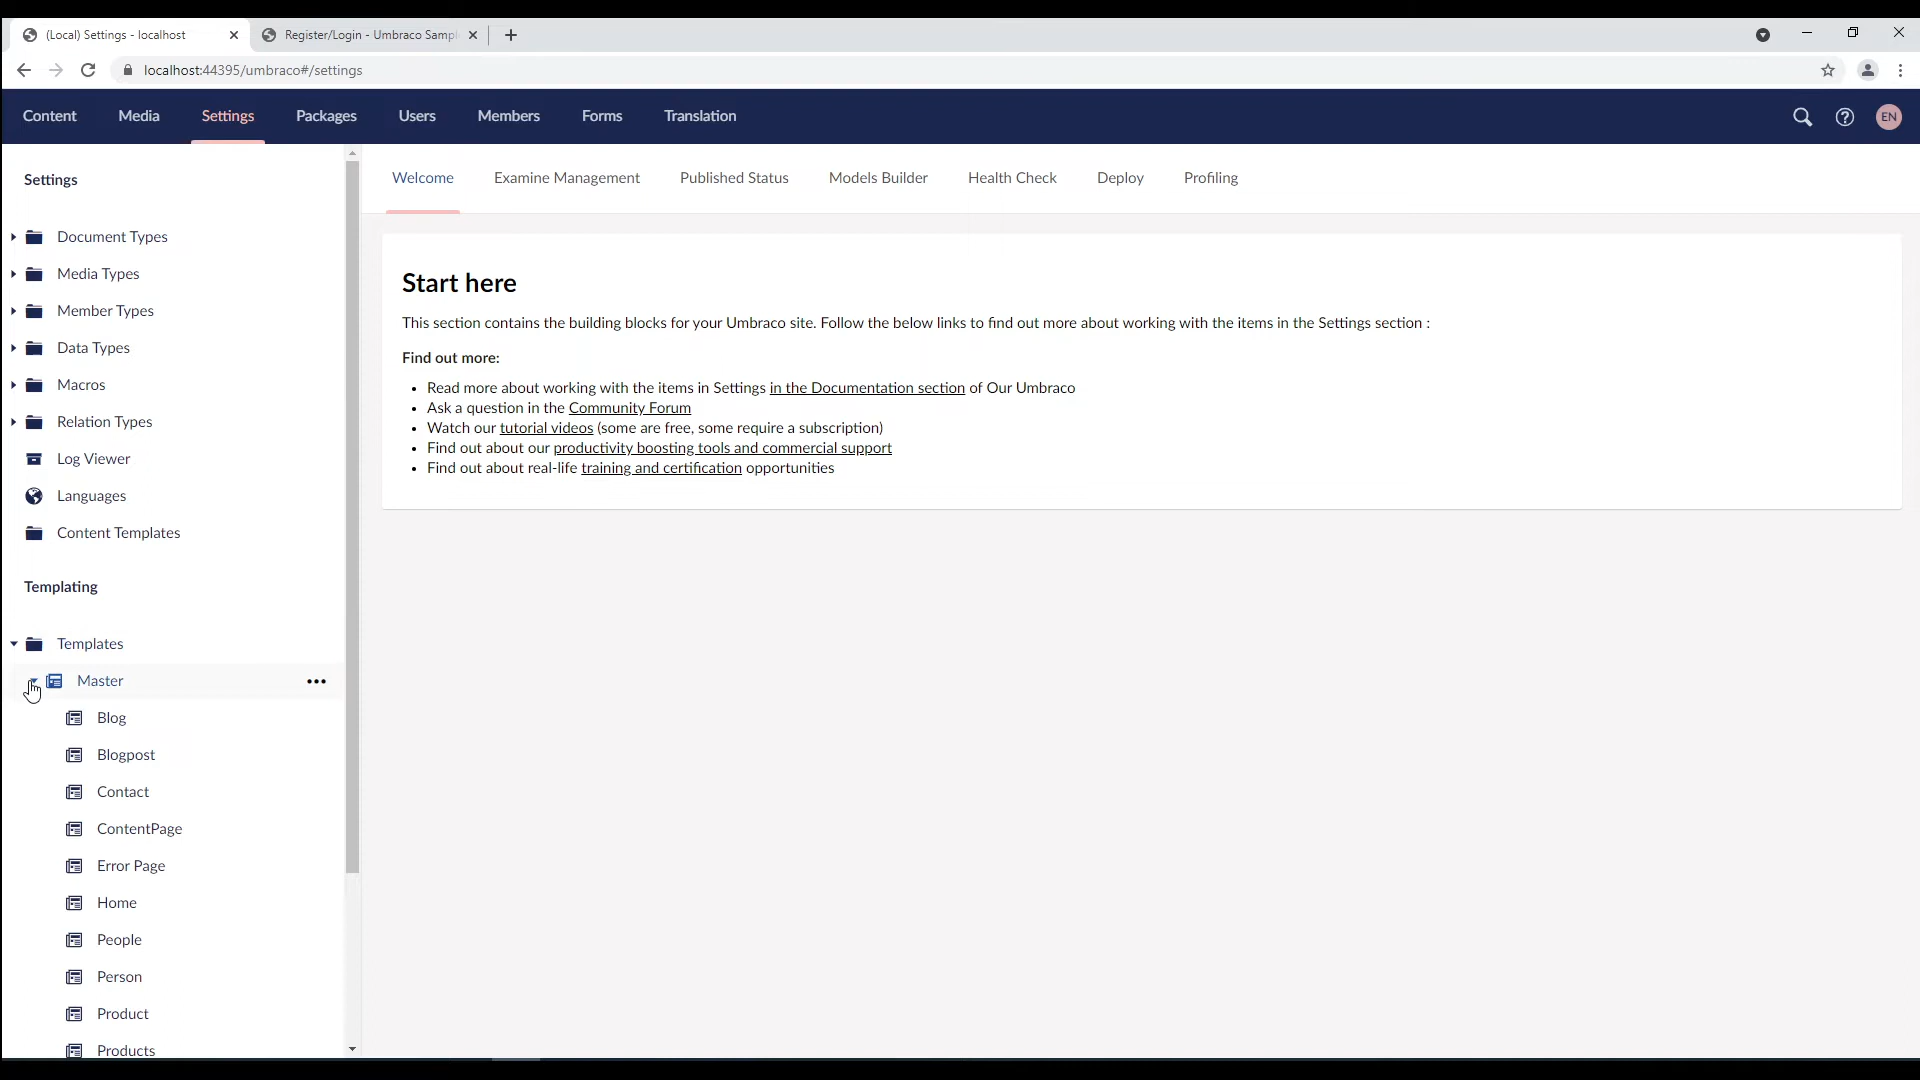 (Local) Settings - localhost
Register/Login - Umbraco Sampl
localhost:44395/umbraco#/settings
Content Media Settings Packages Users Members Forms Translation
EN
Settings
Document Types
Media Types
Member Types
Data Types
Macros
Relation Types
Log Viewer
Languages
Content Templates
Templating
Templates
Master
Blog
Blogpost
Contact
ContentPage
Error Page
Home
People
Person
Product
Products
Welcome Examine Management Published Status Models Builder Health Check Deploy Profiling
Start here
This section contains the building blocks for your Umbraco site. Follow the below links to find out more about working with the items in the Settings section :
Find out more:
• Read more about working with the items in Settings in the Documentation section of Our Umbraco
• Ask a question in the Community Forum
• Watch our tutorial videos (some are free, some require a subscription)
• Find out about our productivity boosting tools and commercial support
• Find out about real-life training and certification opportunities